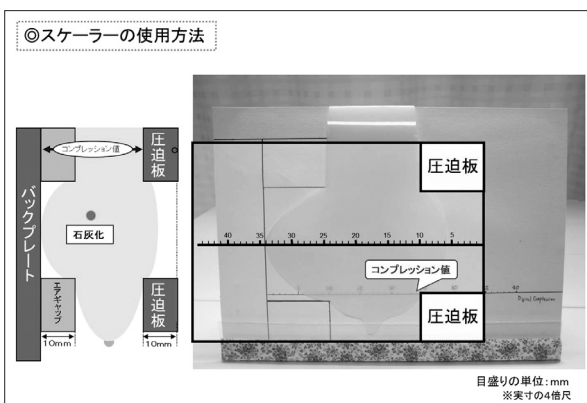 ◎スケーラーの使用方法
コンプレッション値
圧迫板
バックプレート
石灰化
エアギャップ
圧迫板
10mm
10mm
圧迫板
40 35 30 25 20 15 10 5
コンプレッション値
圧迫板
目盛りの単位:mm
※実寸の4倍尺